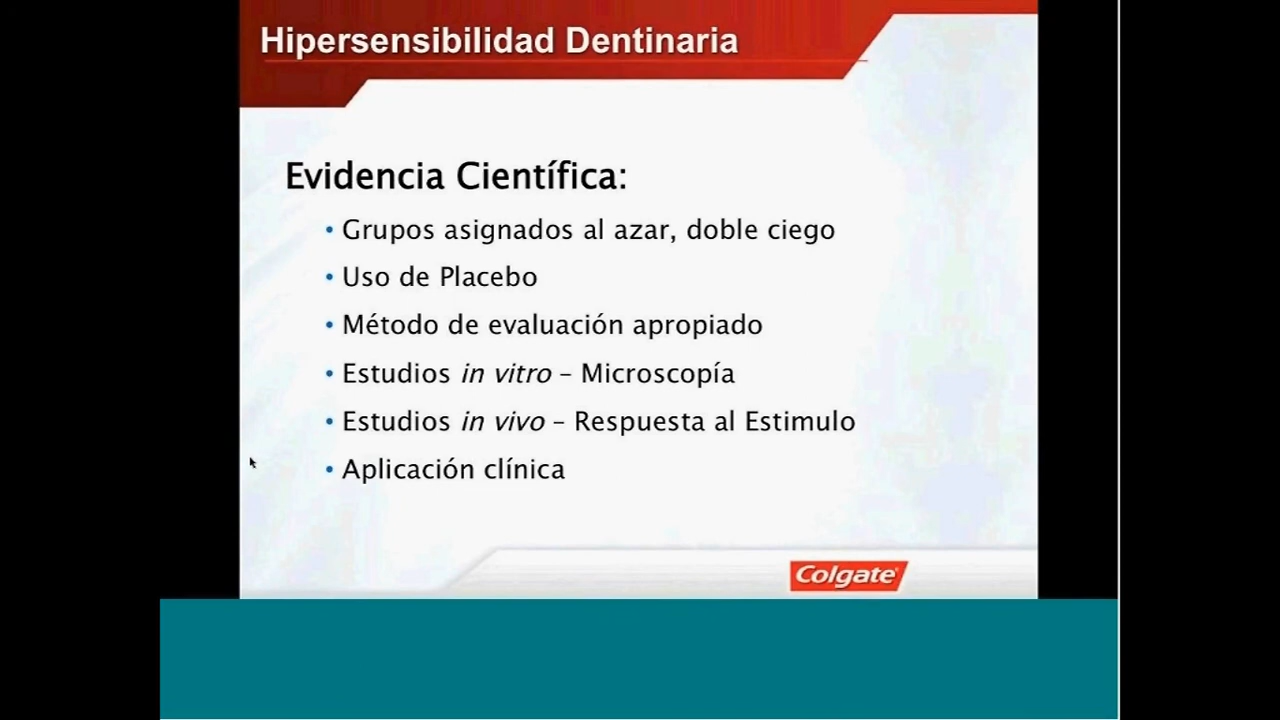 Hipersensibilidad Dentinaria
Evidencia Científica:
• Grupos asignados al azar, doble ciego
• Uso de Placebo
• Método de evaluación apropiado
• Estudios in vitro – Microscopía
• Estudios in vivo – Respuesta al Estimulo
• Aplicación clínica
Colgate®